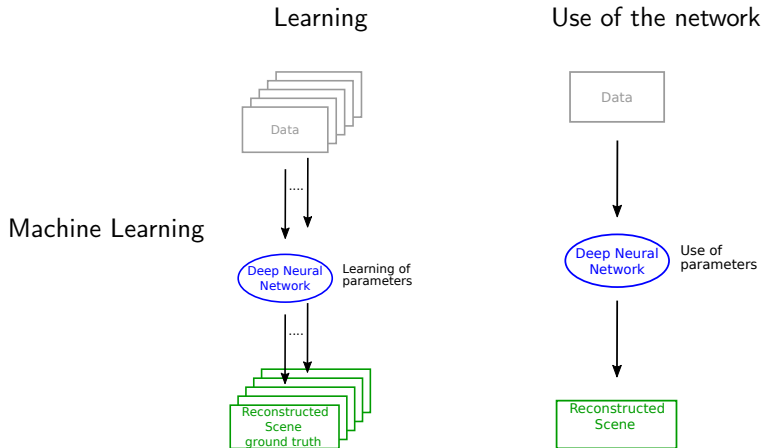 Learning
Use of the network
Data
Data
....
Machine Learning
Deep Neural
Network
Learning of
parameters
Deep Neural
Network
Use of
parameters
....
Reconstructed
Scene
ground truth
Reconstructed
Scene